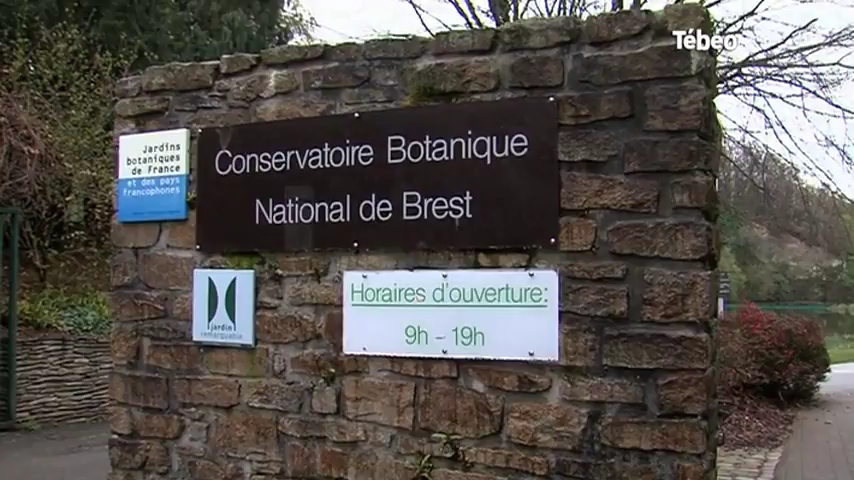 Tébéo
Jardins
botaniques
de France
et des pays
francophones
Conservatoire Botanique
National de Brest
jardin
remarquable
Horaires d'ouverture:
9h - 19h